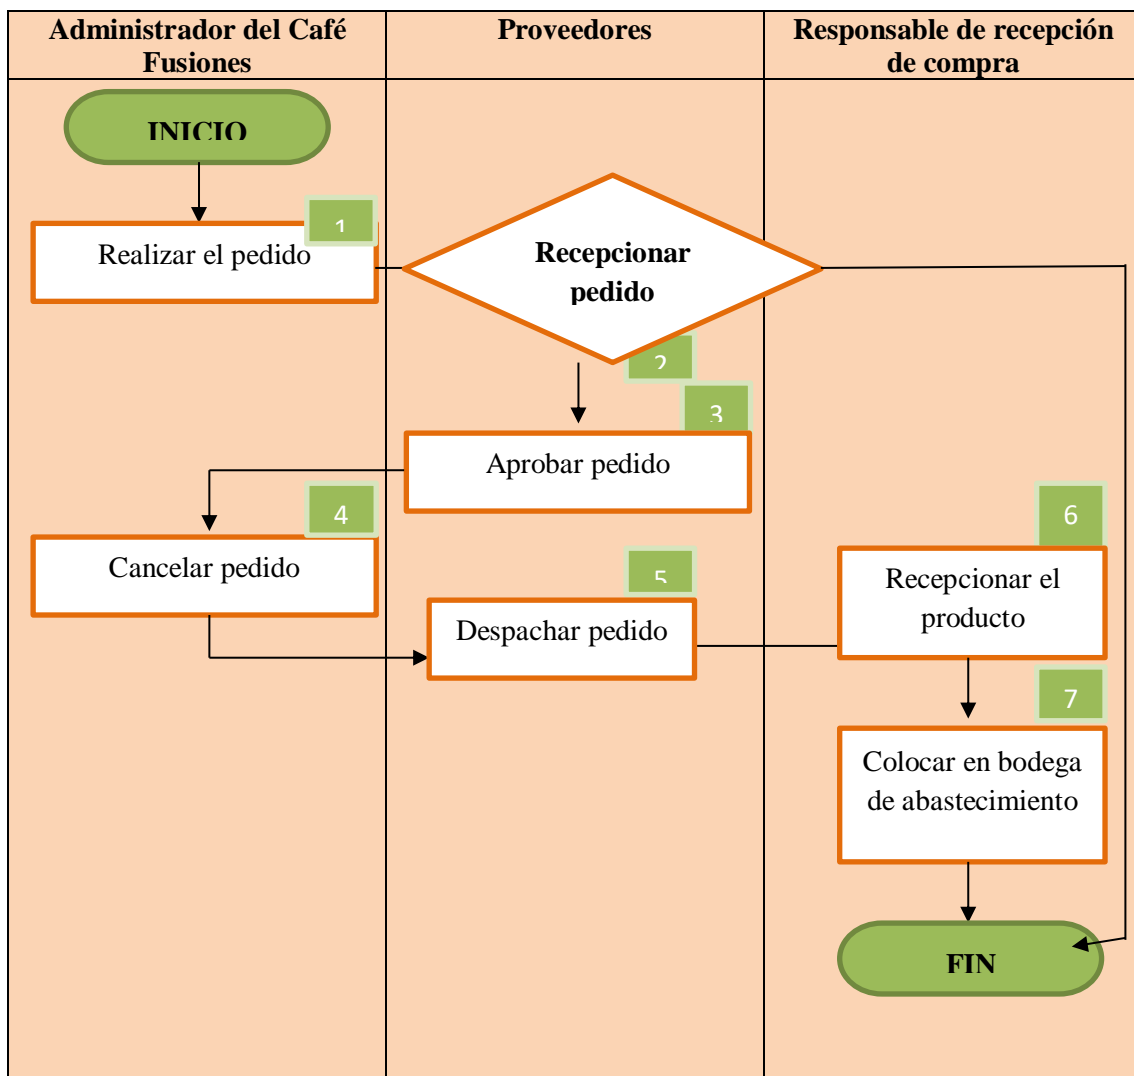 Administrador del Café
Fusiones
Proveedores
Responsable de recepción
de compra
INICIO
1
Realizar el pedido
Recepcionar
pedido
2
3
Aprobar pedido
4
Cancelar pedido
5
Despachar pedido
6
Recepcionar el
producto
7
Colocar en bodega
de abastecimiento
FIN